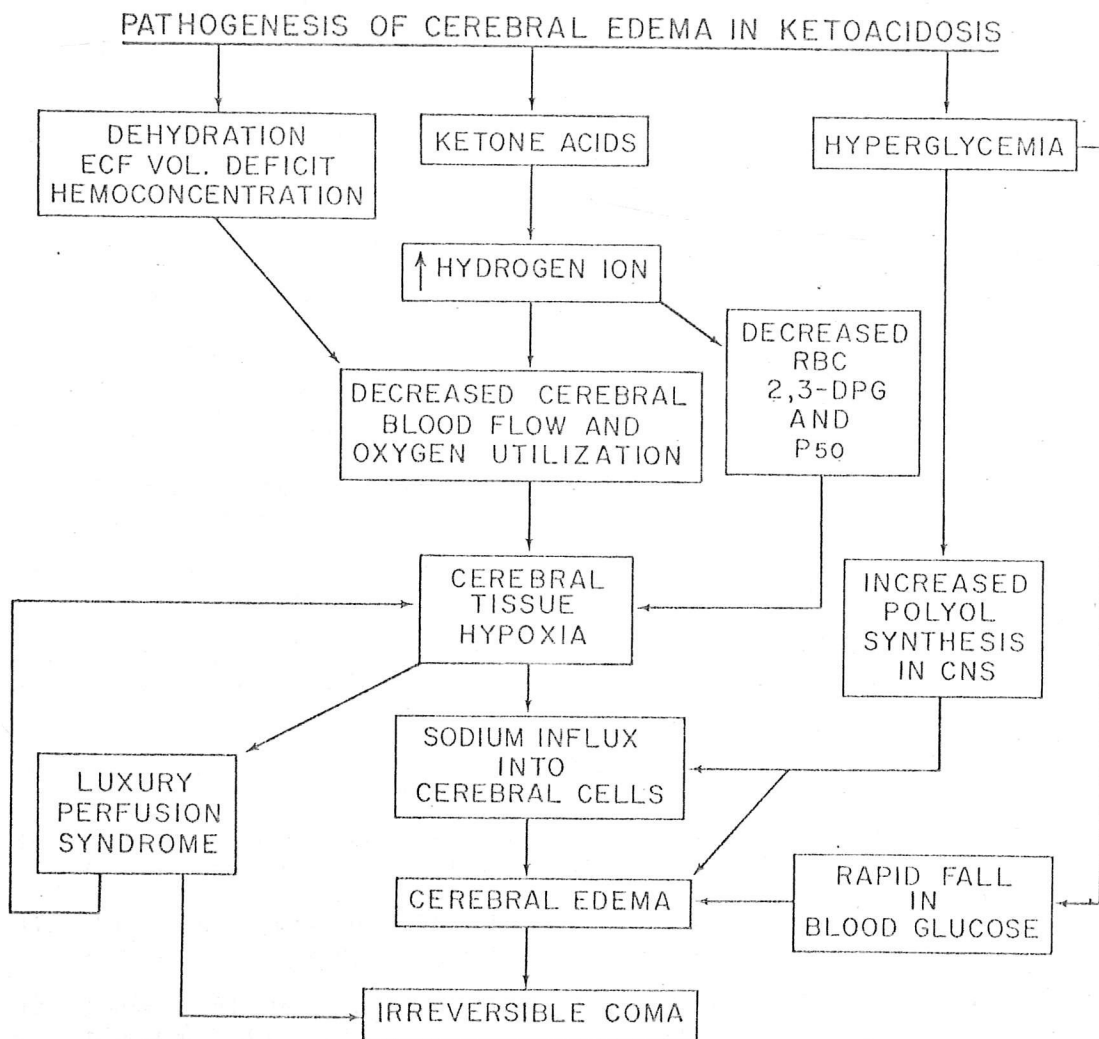 PATHOGENESIS OF CEREBRAL EDEMA IN KETOACIDOSIS
DEHYDRATION
ECF VOL. DEFICIT
HEMOCONCENTRATION
KETONE ACIDS
HYPERGLYCEMIA
↑ HYDROGEN ION
DECREASED
RBC
2,3-DPG
AND
P50
DECREASED CEREBRAL
BLOOD FLOW AND
OXYGEN UTILIZATION
CEREBRAL
TISSUE
HYPOXIA
INCREASED
POLYOL
SYNTHESIS
IN CNS
SODIUM INFLUX
INTO
CEREBRAL CELLS
LUXURY
PERFUSION
SYNDROME
CEREBRAL EDEMA
RAPID FALL
IN
BLOOD GLUCOSE
IRREVERSIBLE COMA